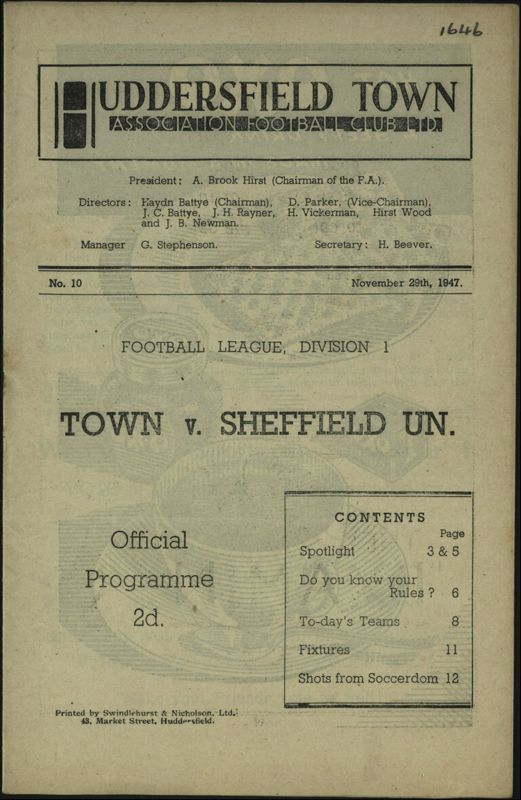 1646
HUDDERSFIELD TOWN
ASSOCIATION FOOTBALL CLUB LTD.
President: A. Brook Hirst (Chairman of the F.A.).
Directors: Haydn Battye (Chairman), D. Parker, (Vice-Chairman),
J. C. Battye, J. H. Rayner, H. Vickerman, Hirst Wood
and J. B. Newman.
Manager G. Stephenson. Secretary: H. Beever.
No. 10 November 29th, 1947.
FOOTBALL LEAGUE, DIVISION 1
TOWN v. SHEFFIELD UN.
Official
Programme
2d.
CONTENTS
Page
Spotlight 3 & 5
Do you know your
Rules? 6
To-day's Teams 8
Fixtures 11
Shots from Soccerdom 12
Printed by Swindlehurst & Nicholson, Ltd.,
43, Market Street, Huddersfield.